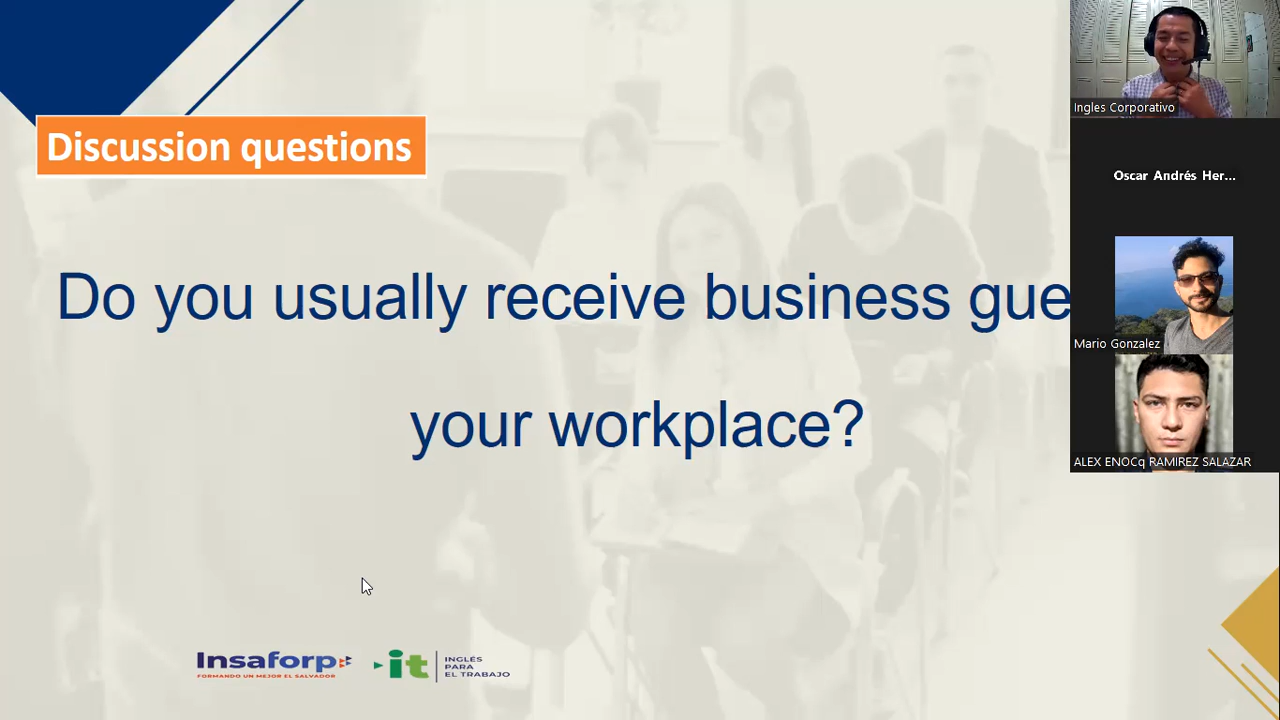 Discussion questions
Do you usually receive business gue
your workplace?
Insaforp
FORMANDO UN MEJOR EL SALVADOR
it
INGLÉS
PARA
EL TRABAJO
Ingles Corporativo
Oscar Andrés Her...
Mario Gonzalez
ALEX ENOCq RAMIREZ SALAZAR